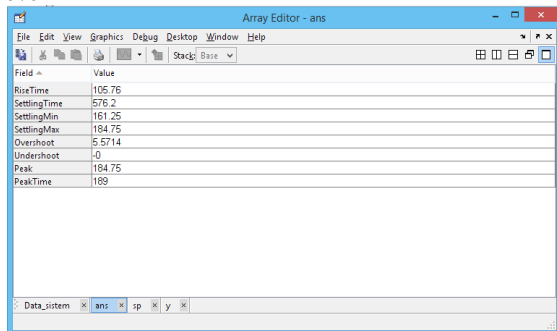 Array Editor - ans
File Edit View Graphics Debug Desktop Window Help
Stack: Base
Field Value
RiseTime 105.76
SettlingTime 576.2
SettlingMin 161.25
SettlingMax 184.75
Overshoot 5.5714
Undershoot -0
Peak 184.75
PeakTime 189
Data_sistem ans sp y